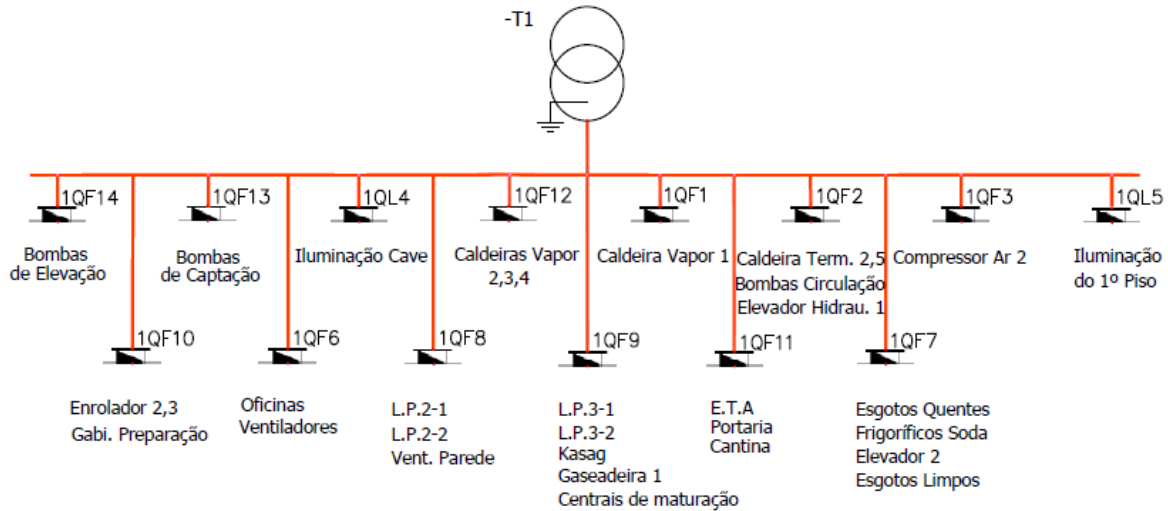 -T1
1QF14
Bombas
de Elevação
1QF13
Bombas
de Captação
1QL4
Iluminação Cave
1QF12
Caldeiras Vapor
2,3,4
1QF1
Caldeira Vapor 1
1QF2
Caldeira Term. 2,5
Bombas Circulação
Elevador Hidrau. 1
1QF3
Compressor Ar 2
1QL5
Iluminação
do 1º Piso
1QF10
Enrolador 2,3
Gabi. Preparação
1QF6
Oficinas
Ventiladores
1QF8
L.P.2-1
L.P.2-2
Vent. Parede
1QF9
L.P.3-1
L.P.3-2
Kasag
Gaseadeira 1
Centrais de maturação
1QF11
E.T.A
Portaria
Cantina
1QF7
Esgotos Quentes
Frigoríficos Soda
Elevador 2
Esgotos Limpos